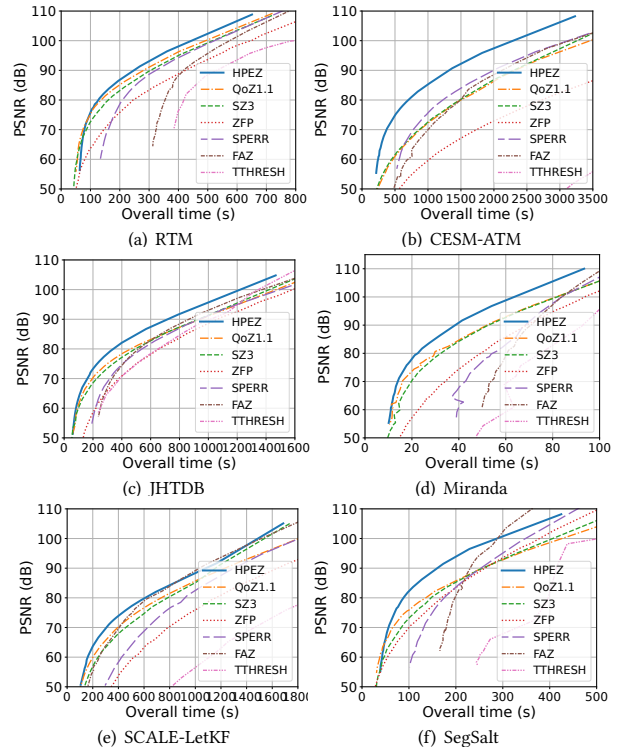 110
100
90
80
70
60
50
PSNR (dB)
HPEZ
QoZ1.1
SZ3
ZFP
SPERR
FAZ
TTHRESH
0 100 200 300 400 500 600 700 800
Overall time (s)
(a) RTM
110
100
90
80
70
60
50
PSNR (dB)
HPEZ
QoZ1.1
SZ3
ZFP
SPERR
FAZ
TTHRESH
0 500 1000 1500 2000 2500 3000 3500
Overall time (s)
(b) CESM-ATM
110
100
90
80
70
60
50
PSNR (dB)
HPEZ
QoZ1.1
SZ3
ZFP
SPERR
FAZ
TTHRESH
0 200 400 600 800 1000 1200 1400 1600
Overall time (s)
(c) JHTDB
110
100
90
80
70
60
50
PSNR (dB)
HPEZ
QoZ1.1
SZ3
ZFP
SPERR
FAZ
TTHRESH
0 20 40 60 80 100
Overall time (s)
(d) Miranda
110
100
90
80
70
60
50
PSNR (dB)
HPEZ
QoZ1.1
SZ3
ZFP
SPERR
FAZ
TTHRESH
0 200 400 600 800 1000 1200 1400 1600 1800
Overall time (s)
(e) SCALE-LetKF
110
100
90
80
70
60
50
PSNR (dB)
HPEZ
QoZ1.1
SZ3
ZFP
SPERR
FAZ
TTHRESH
0 100 200 300 400 500
Overall time (s)
(f) SegSalt